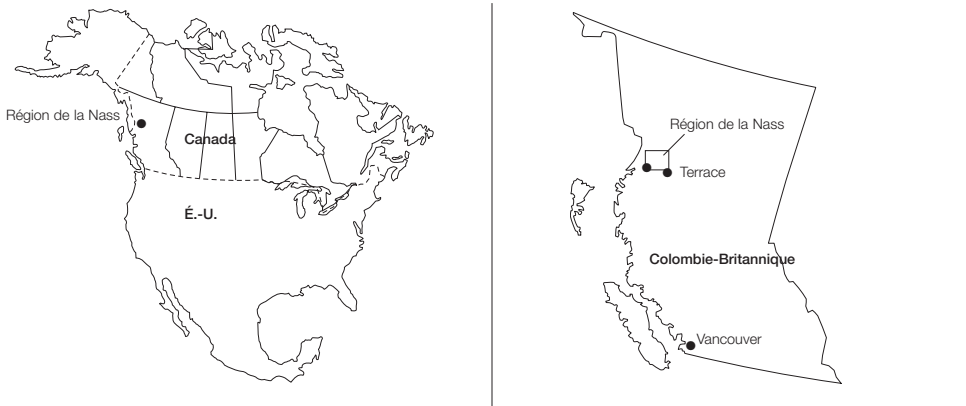 Région de la Nass
Canada
É.-U.
Région de la Nass
Terrace
Colombie-Britannique
Vancouver